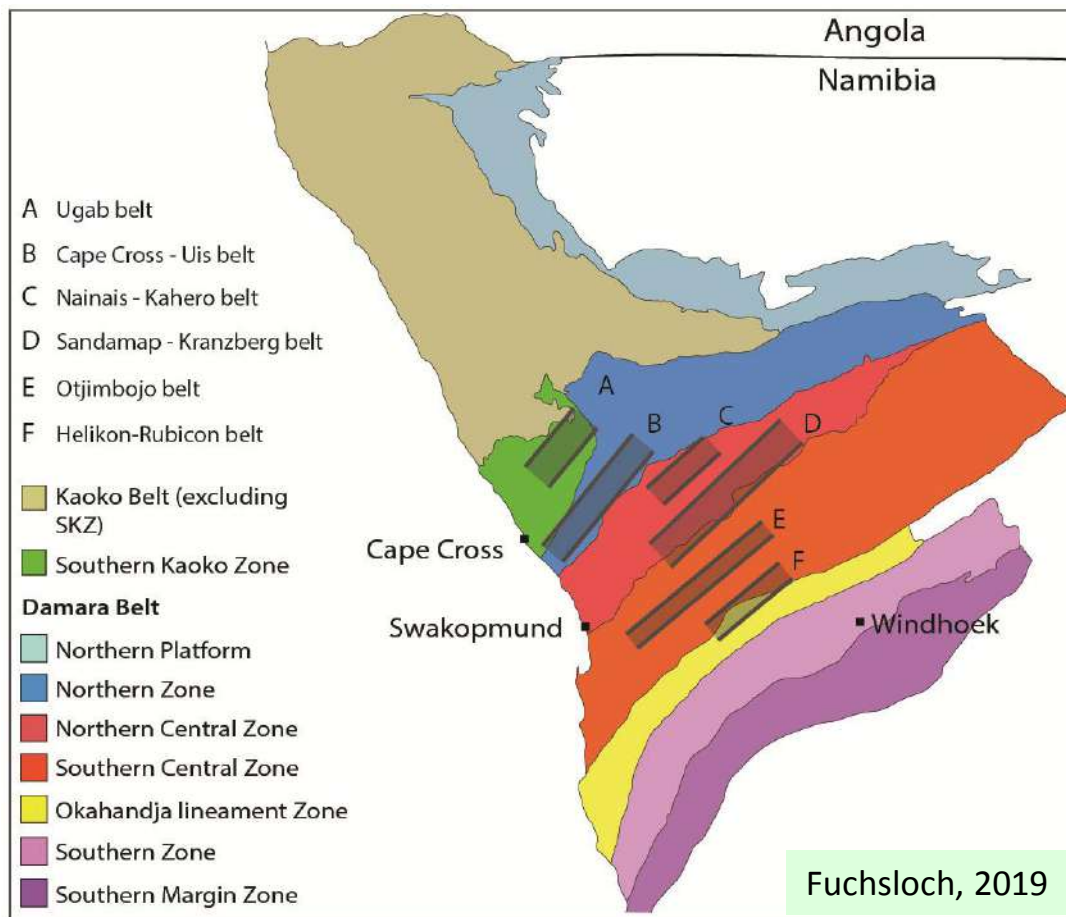 Angola
Namibia
A Ugab belt
B Cape Cross - Uis belt
C Nainais - Kahero belt
D Sandamap - Kranzberg belt
E Otjimbojo belt
F Helikon-Rubicon belt
Kaoko Belt (excluding
SKZ)
Southern Kaoko Zone
Damara Belt
Northern Platform
Northern Zone
Northern Central Zone
Southern Central Zone
Okahandja lineament Zone
Southern Zone
Southern Margin Zone
A
B
C
D
E
F
Cape Cross
Swakopmund
Windhoek
Fuchsloch, 2019